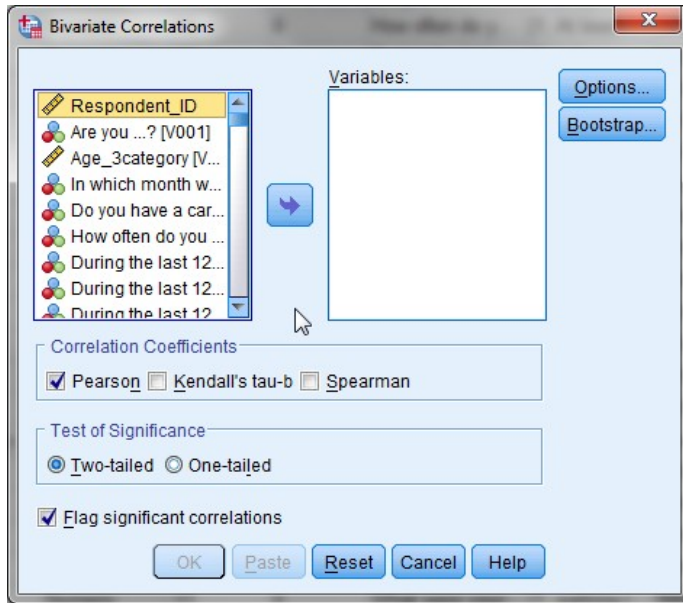 Bivariate Correlations
Variables:
Respondent_ID
Are you ...? [V001]
Age_3category [V...
In which month w...
Do you have a car...
How often do you ...
During the last 12...
During the last 12...
During the last 12
Options...
Bootstrap...
Correlation Coefficients
Pearson Kendall's tau-b Spearman
Test of Significance
Two-tailed One-tailed
Flag significant correlations
OK Paste Reset Cancel Help